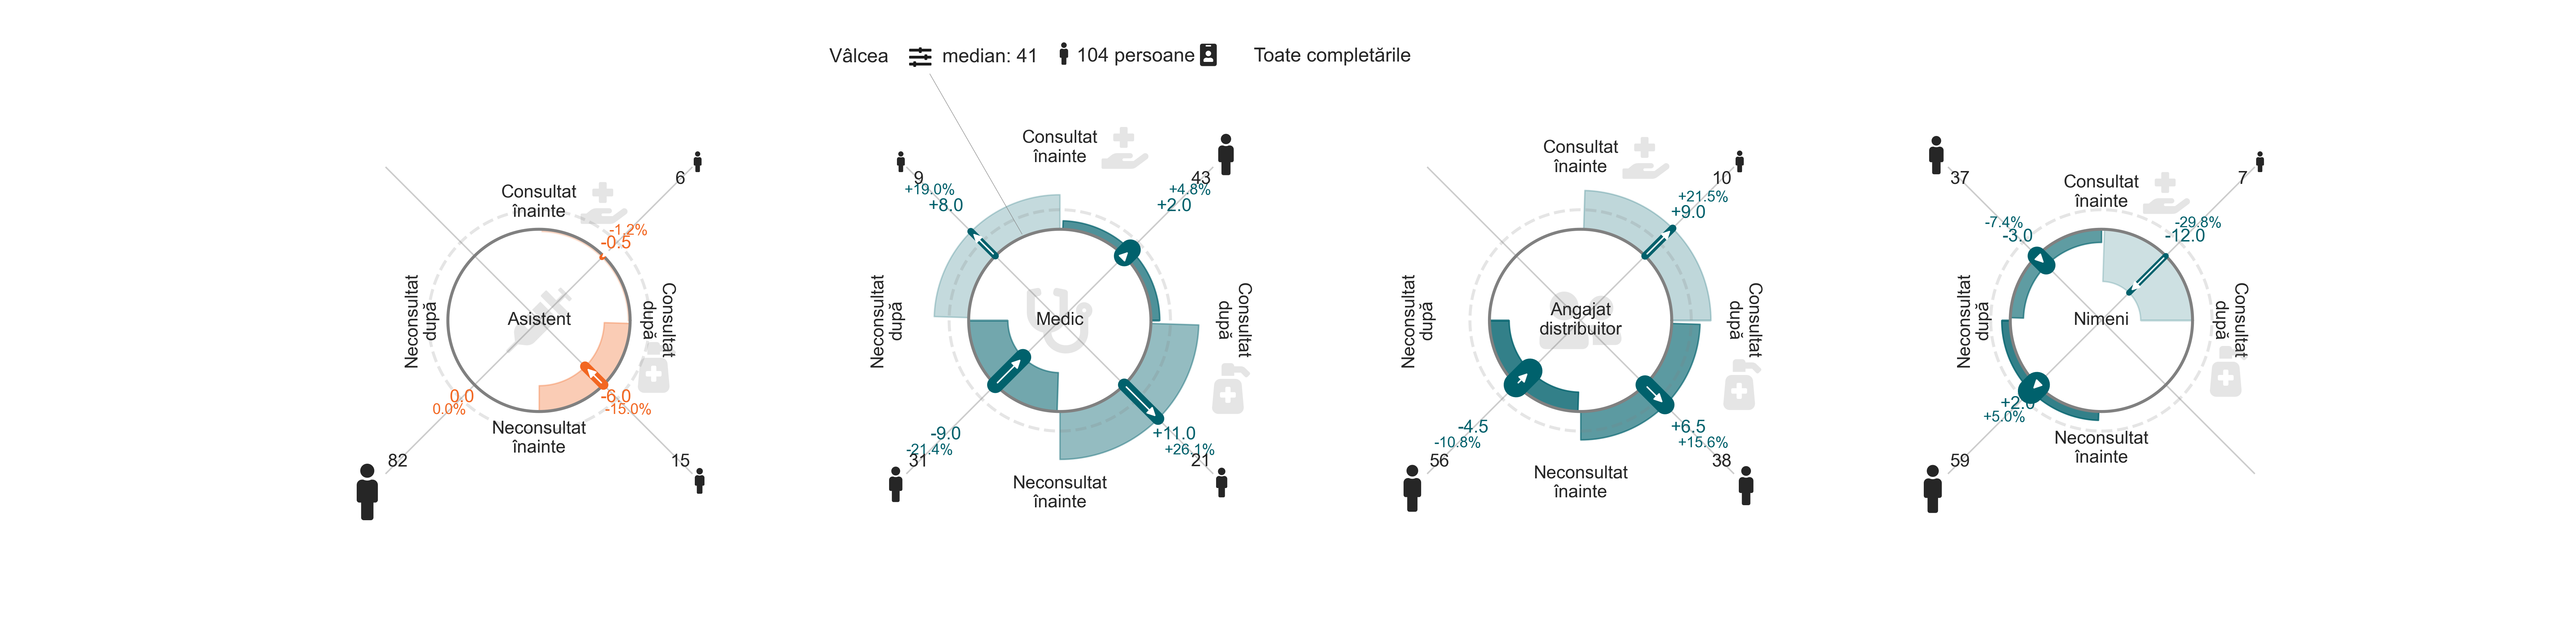 Vâlcea median: 41 104 persoane Toate completările
6
-1.2%
-0.5
Consultat
înainte
Neconsultat
după
Asistent
Consultat
după
0.0
0.0%
-6.0
-15.0%
Neconsultat
înainte
82
15
Consultat
înainte
9
+19.0%
+8.0
43
+4.8%
+2.0
Neconsultat
după
Medic
Consultat
după
-9.0
-21.4%
31
+11.0
+26.1%
21
Neconsultat
înainte
Consultat
înainte
10
+21.5%
+9.0
Neconsultat
după
Angajat
distribuitor
Consultat
după
-4.5
-10.8%
56
+6.5
+15.6%
38
Neconsultat
înainte
37
-7.4%
-3.0
Consultat
înainte
7
-29.8%
-12.0
Neconsultat
după
Nimeni
Consultat
după
+2.0
+5.0%
59
Neconsultat
înainte